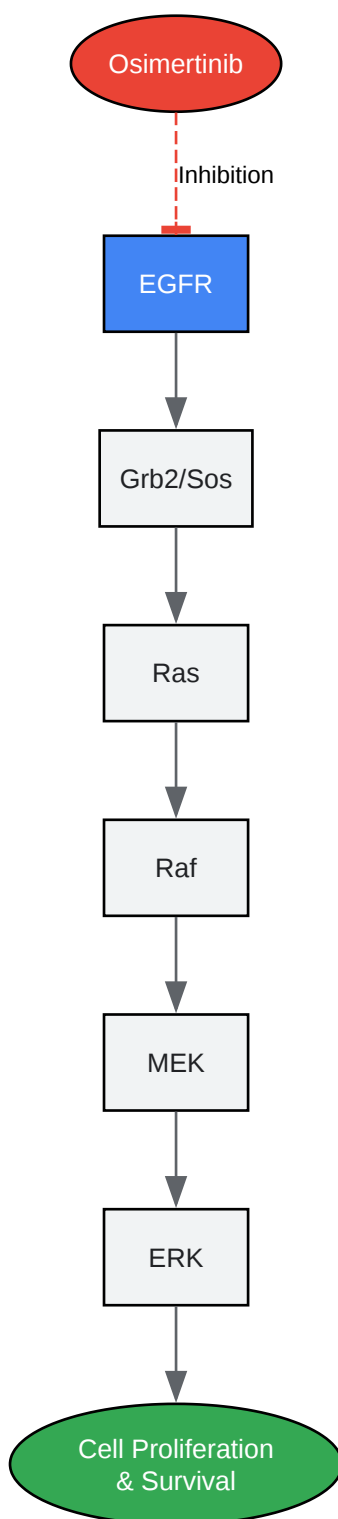 Osimertinib
Inhibition
EGFR
Grb2/Sos
Ras
Raf
MEK
ERK
Cell Proliferation
& Survival